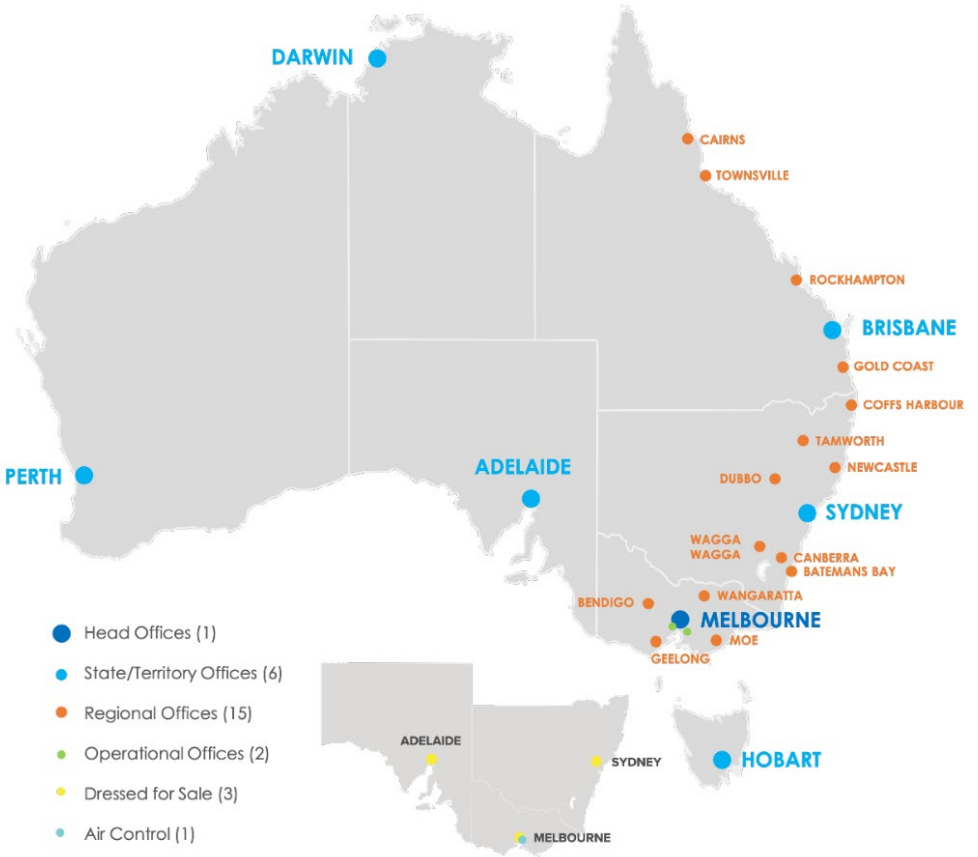 DARWIN
CAIRNS
TOWNSVILLE
ROCKHAMPTON
BRISBANE
GOLD COAST
COFFS HARBOUR
TAMWORTH
NEWCASTLE
DUBBO
PERTH
ADELAIDE
SYDNEY
WAGGA
WAGGA
CANBERRA
BATEMANS BAY
WANGARATTA
BENDIGO
MELBOURNE
MOE
GEELONG
HOBART
Head Offices (1)
State/Territory Offices (6)
Regional Offices (15)
Operational Offices (2)
Dressed for Sale (3)
Air Control (1)
ADELAIDE
SYDNEY
MELBOURNE